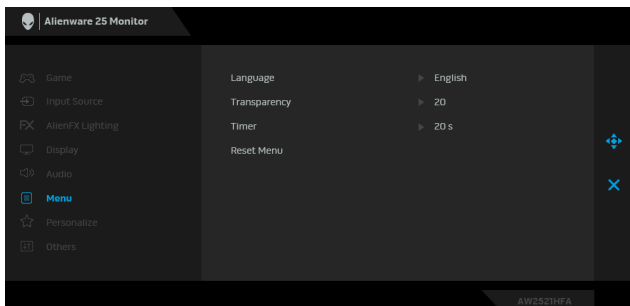 Alienware 25 Monitor
Game
Input Source
Language
English
FX AlienFX Lighting
Transparency
20
Display
Timer
20 s
Audio
Reset Menu
Menu
Personalize
Others
AW2521HFA